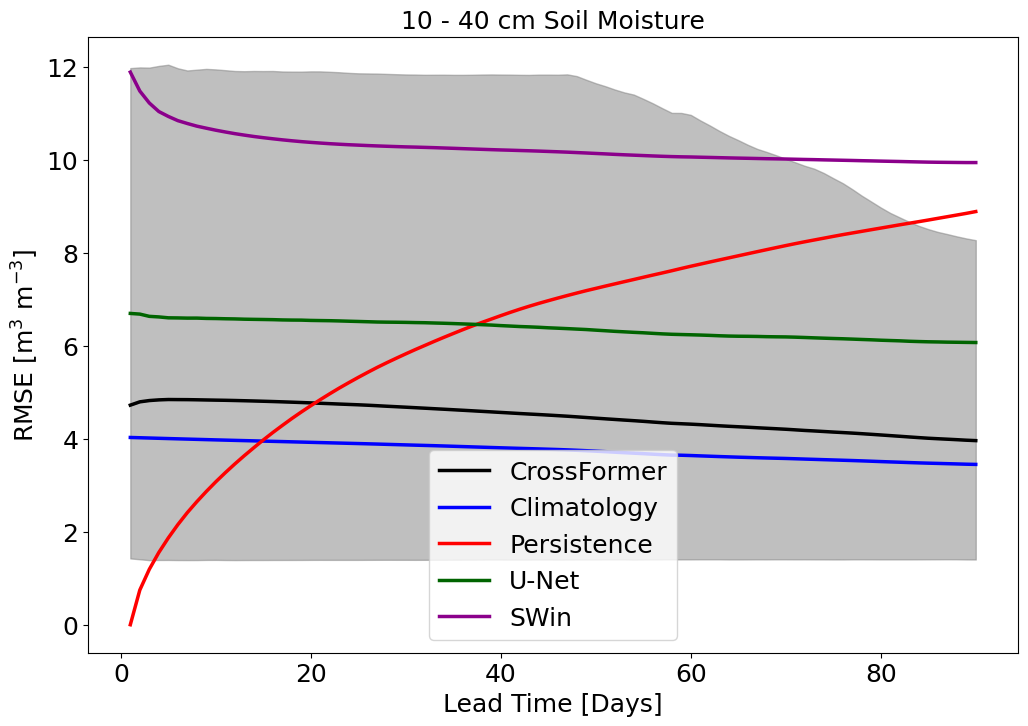 10 - 40 cm Soil Moisture
RMSE [m³ m⁻³]
12
10
8
6
4
2
0
CrossFormer
Climatology
Persistence
U-Net
SWin
0 20 40 60 80
Lead Time [Days]